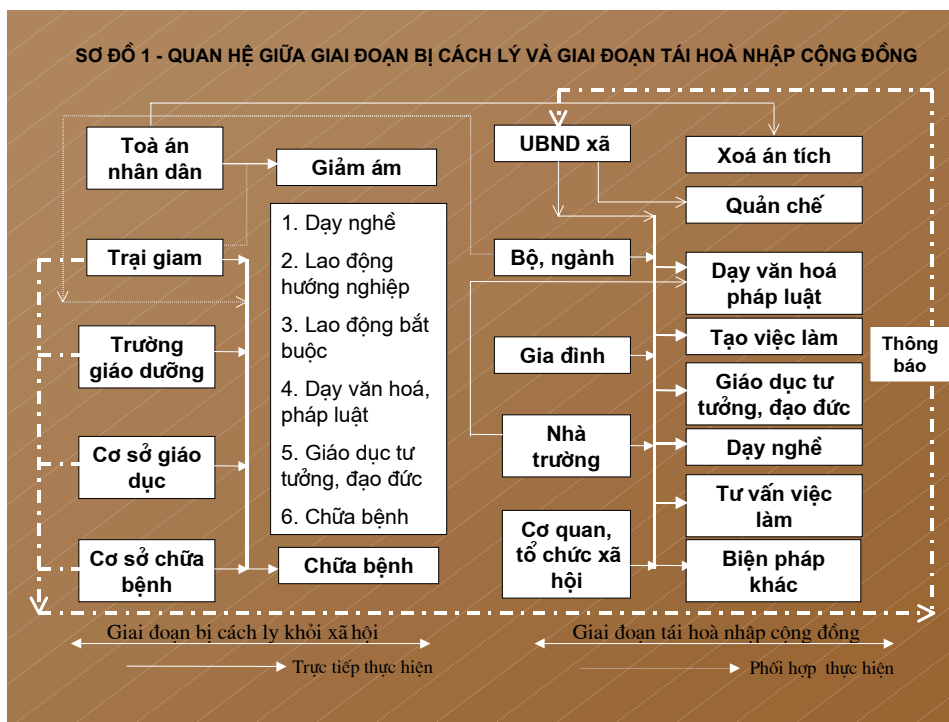 SƠ ĐỒ 1 - QUAN HỆ GIỮA GIAI ĐOẠN BỊ CÁCH LÝ VÀ GIAI ĐOẠN TÁI HOÀ NHẬP CỘNG ĐỒNG
Toà án
nhân dân
Giảm ám
Trại giam
Trường
giáo dưỡng
Cơ sở giáo
dục
Cơ sở chữa
bệnh
1. Dạy nghề
2. Lao động
hướng nghiệp
3. Lao động bắt
buộc
4. Dạy văn hoá,
pháp luật
5. Giáo dục tư
tưởng, đạo đức
6. Chữa bệnh
Chữa bệnh
UBND xã
Bộ, ngành
Gia đình
Nhà
trường
Cơ quan,
tổ chức xã
hội
Xoá án tích
Quản chế
Dạy văn hoá
pháp luật
Tạo việc làm
Giáo dục tư
tưởng, đạo đức
Dạy nghề
Tư vấn việc
làm
Biện pháp
khác
Thông
báo
Giai đoạn bị cách ly khỏi xã hội
Giai đoạn tái hoà nhập cộng đồng
Trực tiếp thực hiện
Phối hợp thực hiện